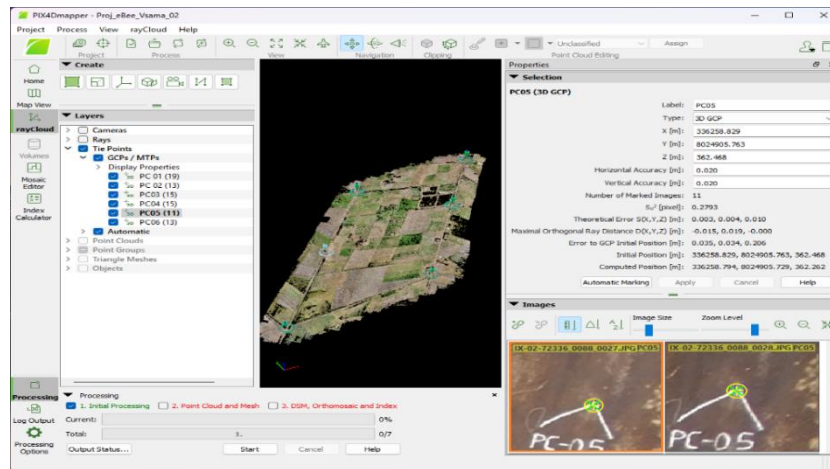 PIX4Dmapper - Proj_eBee_Vsama_02
Project Process View rayCloud Help
Project Process View Navigation Clipping Point Cloud Editing
Unclassified Assign
Home
Map View
rayCloud
Volumes
Mosaic Editor
Index Calculator
Create
Layers
Cameras
Rays
Tie Points
GCPs / MTPs
Display Properties
PC 01 (19)
PC 02 (13)
PC03 (15)
PC04 (15)
PC05 (11)
PC06 (13)
Automatic
Point Clouds
Point Groups
Triangle Meshes
Objects
Properties
Selection
PC05 (3D GCP)
Label: PC05
Type: 3D GCP
X [m]: 336258.829
Y [m]: 8024905.763
Z [m]: 362.468
Horizontal Accuracy [m]: 0.020
Vertical Accuracy [m]: 0.020
Number of Marked Images: 11
S₀² [pixel]: 0.2793
Theoretical Error S(X,Y,Z) [m]: 0.003, 0.004, 0.010
Maximal Orthogonal Ray Distance D(X,Y,Z) [m]: -0.015, 0.019, -0.000
Error to GCP Initial Position [m]: 0.035, 0.034, 0.206
Initial Position [m]: 336258.829, 8024905.763, 362.468
Computed Position [m]: 336258.794, 8024905.729, 362.262
Automatic Marking Apply Cancel Help
Images
Image Size Zoom Level
IX-02-72336_0088_0027.JPG PC05
IX-02-72336_0088_0028.JPG PC05
PC-05
PC-05
Processing
Log Output
Processing Options
Processing
1. Initial Processing 2. Point Cloud and Mesh 3. DSM, Orthomosaic and Index
Current: 0%
Total: 1. 0/7
Output Status... Start Cancel Help